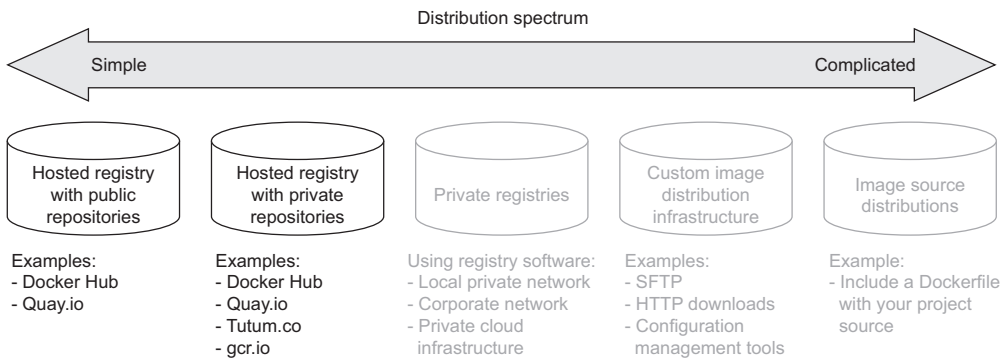 Distribution spectrum
Simple
Complicated
Hosted registry
with public
repositories
Hosted registry
with private
repositories
Private registries
Custom image
distribution
infrastructure
Image source
distributions
Examples:
- Docker Hub
- Quay.io
Examples:
- Docker Hub
- Quay.io
- Tutum.co
- gcr.io
Using registry software:
- Local private network
- Corporate network
- Private cloud
infrastructure
Examples:
- SFTP
- HTTP downloads
- Configuration
management tools
Example:
- Include a Dockerfile
with your project
source